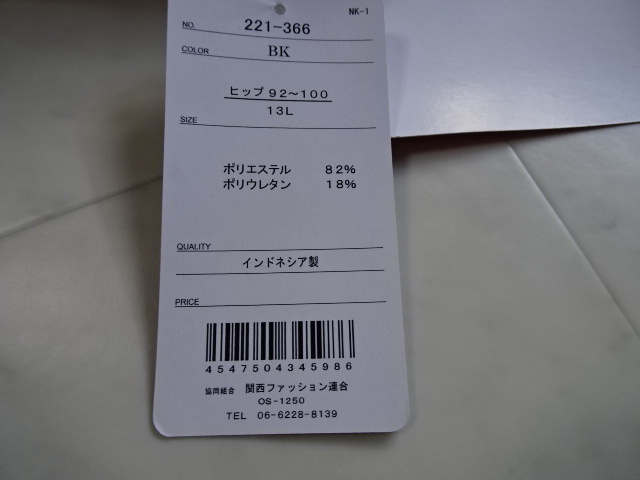 NK-1
NO. 221-366
COLOR BK
ヒップ92～100
13L
SIZE
ポリエステル 82%
ポリウレタン 18%
QUALITY
インドネシア製
PRICE
4547504345986
協同組合 関西ファッション連合
OS-1250
TEL 06-6228-8139